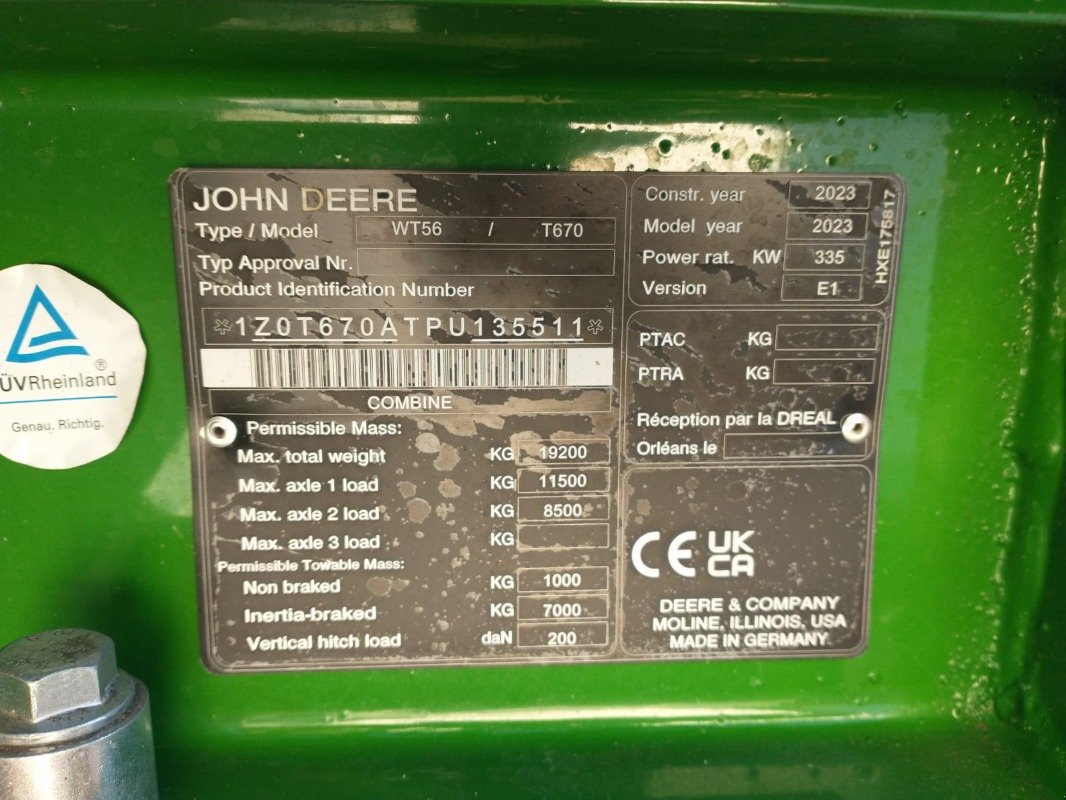 JOHN DEERE
Type / Model WT56 / T670
Typ Approval Nr.
Product Identification Number
*1Z0T670ATPU135511*
COMBINE
Permissible Mass:
Max. total weight KG 19200
Max. axle 1 load KG 11500
Max. axle 2 load KG 8500
Max. axle 3 load KG
Permissible Towable Mass:
Non braked KG 1000
Inertia-braked KG 7000
Vertical hitch load daN 200
Constr. year 2023
Model year 2023
Power rat. KW 335
Version E1
HXE175817
PTAC KG
PTRA KG
Réception par la DREAL
Orléans le
CE UK
CA
DEERE & COMPANY
MOLINE, ILLINOIS, USA
MADE IN GERMANY
ÜVRheinland
®
Genau. Richtig.